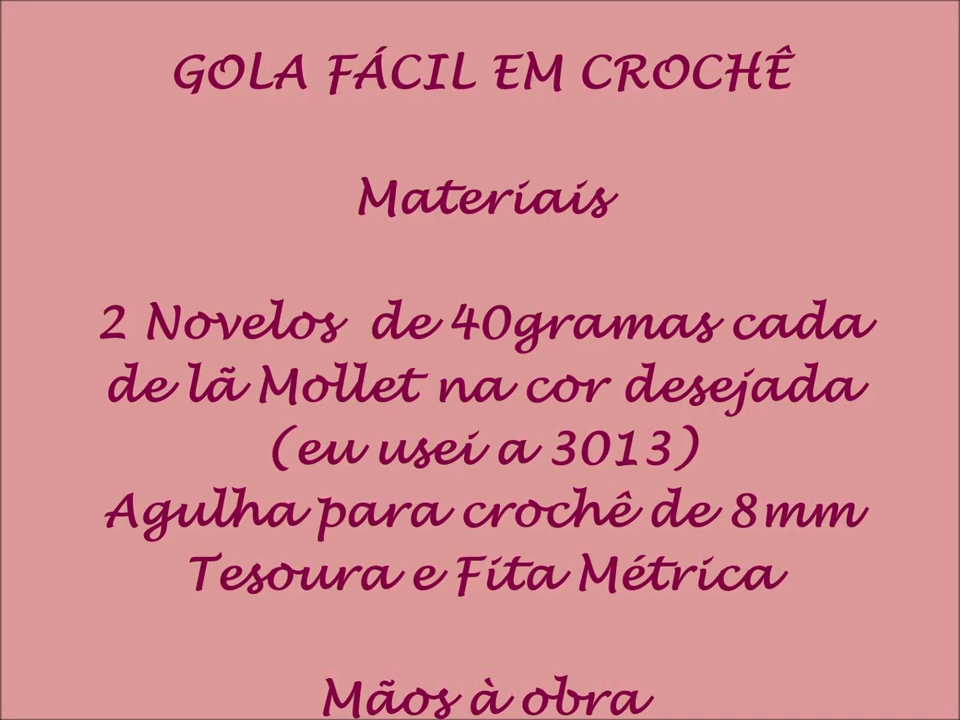 GOLA FÁCIL EM CROCHÊ
Materiais
2 Novelos de 40gramas cada
de lã Mollet na cor desejada
(eu usei a 3013)
Agulha para crochê de 8mm
Tesoura e Fita Métrica
Mãos à obra